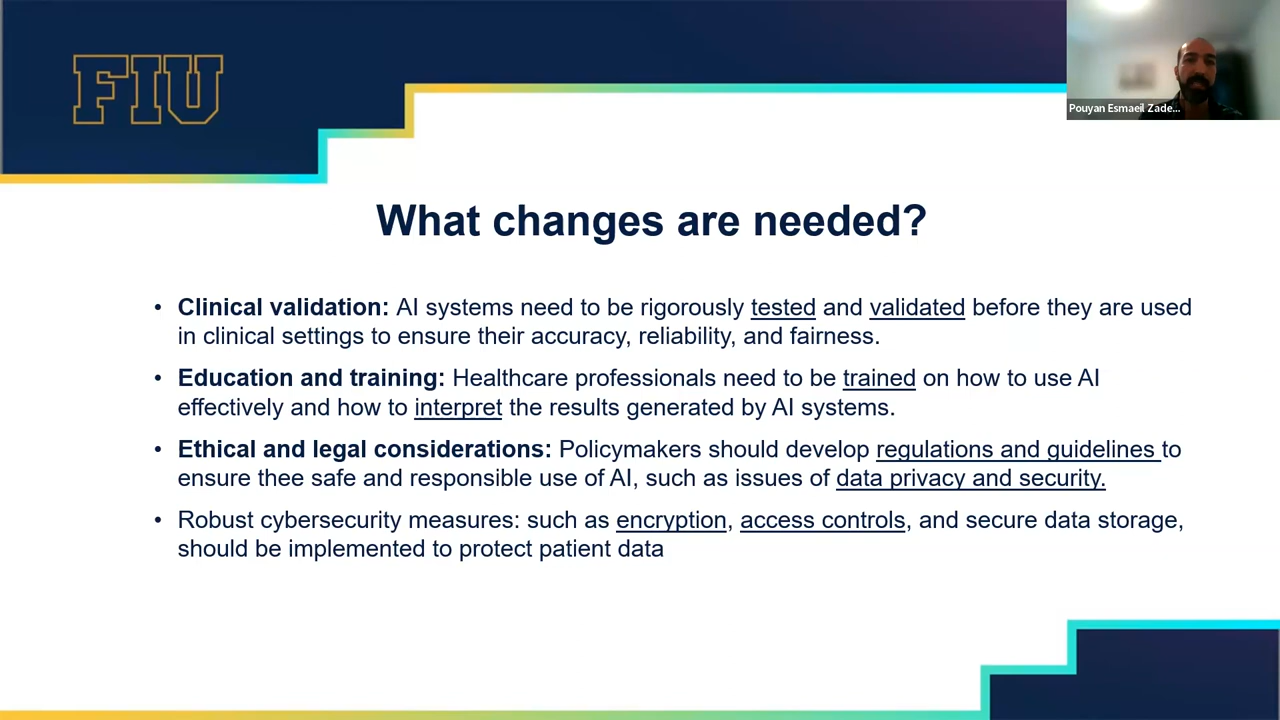 FIU
Pouyan Esmaeil Zade...
What changes are needed?
• Clinical validation: AI systems need to be rigorously tested and validated before they are used
in clinical settings to ensure their accuracy, reliability, and fairness.
• Education and training: Healthcare professionals need to be trained on how to use AI
effectively and how to interpret the results generated by AI systems.
• Ethical and legal considerations: Policymakers should develop regulations and guidelines to
ensure thee safe and responsible use of AI, such as issues of data privacy and security.
• Robust cybersecurity measures: such as encryption, access controls, and secure data storage,
should be implemented to protect patient data